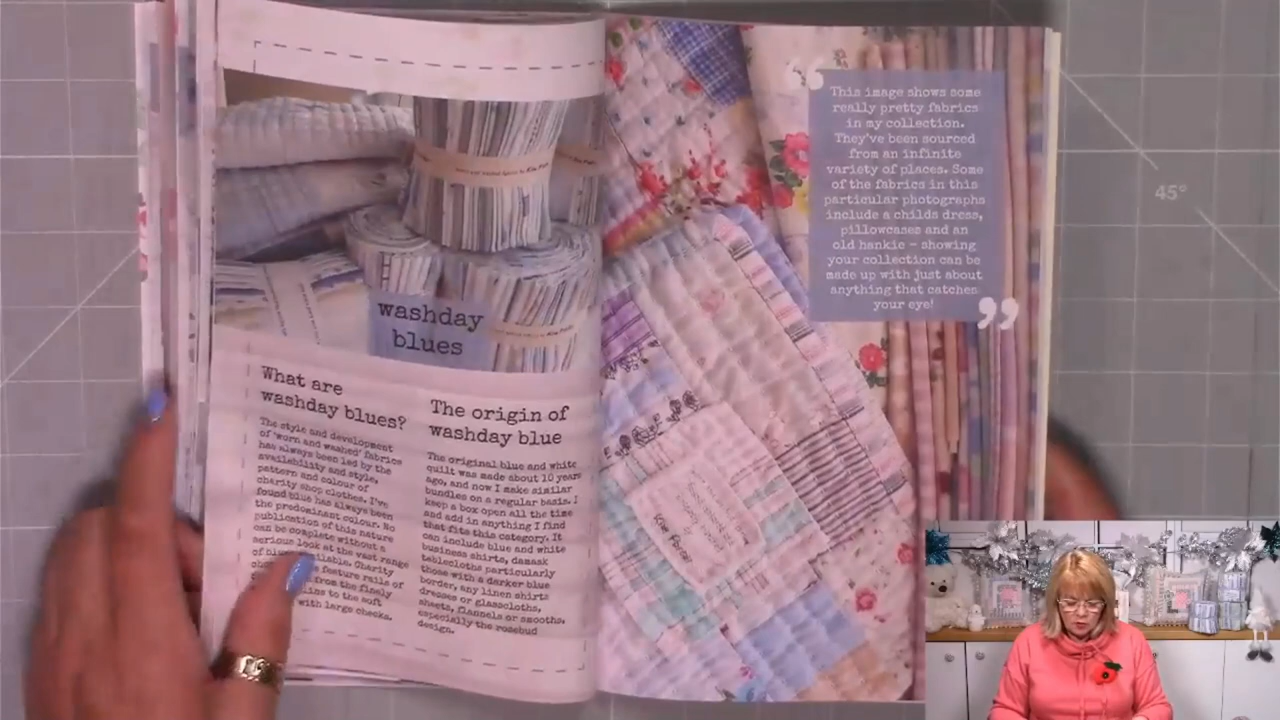 washday
blues
What are
washday blues?
The style and development
of 'worn and washed' fabrics
has always been led by the
availability and style,
pattern and colour of
charity shop clothes. I've
found blue has always been
the predominant colour. No
publication of this nature
can be complete without a
serious look at the vast range
of
feature rails of
from the finely
to the soft
with large checks.
The origin of
washday blue
The original blue and white
quilt was made about 10 years
ago, and now I make similar
bundles on a regular basis. I
keep a box open all the time
and add in anything I find
that fits this category. It
can include blue and white
business shirts, damask
tablecloths particularly
those with a darker blue
border, any linen shirts
dresses or glasscloths,
sheets, flannels or smooths,
especially the rosebud
design.
“
This image shows some
really pretty fabrics
in my collection.
They've been sourced
from an infinite
variety of places. Some
of the fabrics in this
particular photographs
include a childs dress,
pillowcases and an
old hankie – showing
your collection can be
made up with just about
anything that catches
your eye!
”
45°